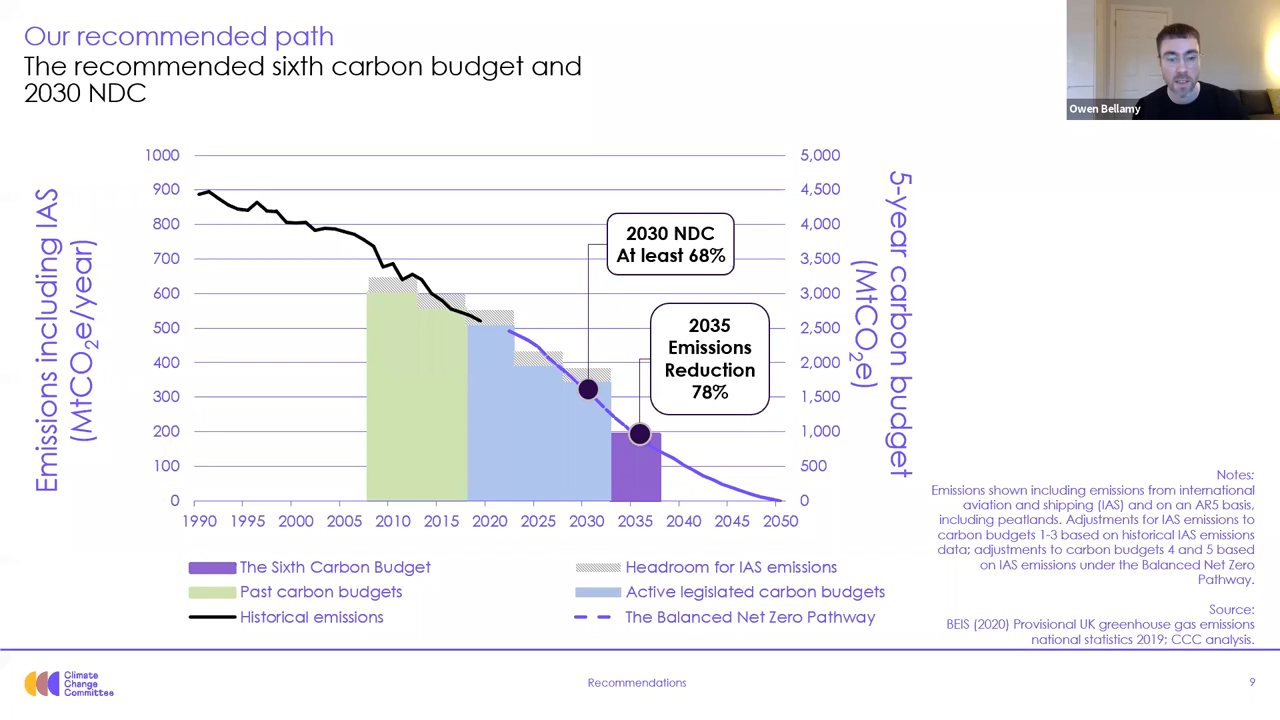 Our recommended path
The recommended sixth carbon budget and
2030 NDC
Owen Bellamy
Emissions including IAS
(MtCO₂e/year)
1000
900
800
700
600
500
400
300
200
100
0
5,000
4,500
4,000
3,500
3,000
2,500
2,000
1,500
1,000
500
0
5-year carbon budget
(MtCO₂e)
2030 NDC
At least 68%
2035
Emissions
Reduction
78%
1990 1995 2000 2005 2010 2015 2020 2025 2030 2035 2040 2045 2050
The Sixth Carbon Budget
Headroom for IAS emissions
Past carbon budgets
Active legislated carbon budgets
Historical emissions
The Balanced Net Zero Pathway
Notes:
Emissions shown including emissions from international
aviation and shipping (IAS) and on an AR5 basis,
including peatlands. Adjustments for IAS emissions to
carbon budgets 1-3 based on historical IAS emissions
data; adjustments to carbon budgets 4 and 5 based
on IAS emissions under the Balanced Net Zero
Pathway.
Source:
BEIS (2020) Provisional UK greenhouse gas emissions
national statistics 2019; CCC analysis.
Climate
Change
Committee
Recommendations
9